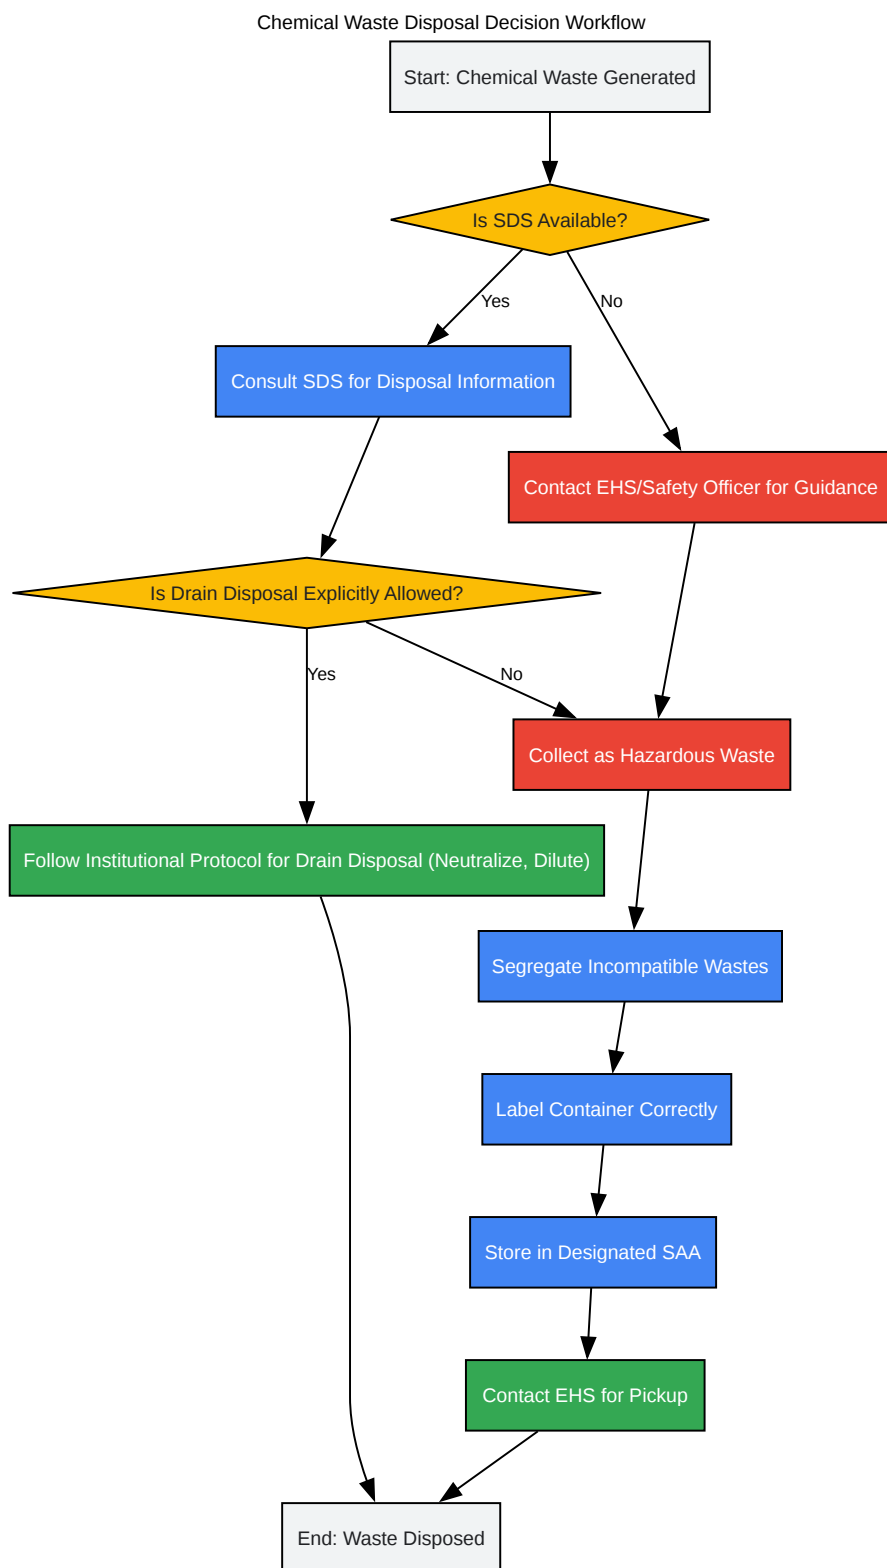 Chemical Waste Disposal Decision Workflow
Start: Chemical Waste Generated
Is SDS Available?
Yes
No
Consult SDS for Disposal Information
Contact EHS/Safety Officer for Guidance
Is Drain Disposal Explicitly Allowed?
Yes
No
Collect as Hazardous Waste
Follow Institutional Protocol for Drain Disposal (Neutralize, Dilute)
Segregate Incompatible Wastes
Label Container Correctly
Store in Designated SAA
Contact EHS for Pickup
End: Waste Disposed